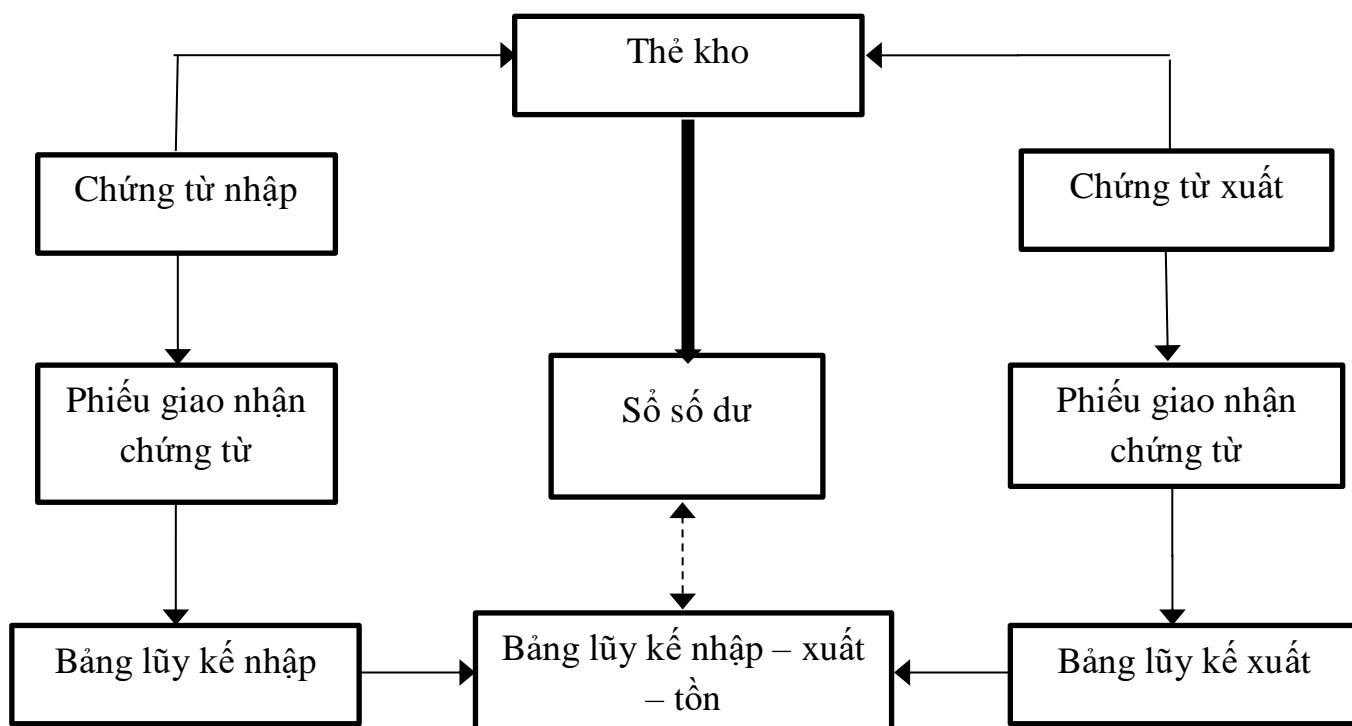 Thẻ kho
Chứng từ nhập
Chứng từ xuất
Phiếu giao nhận
chứng từ
Sổ số dư
Phiếu giao nhận
chứng từ
Bảng lũy kế nhập
Bảng lũy kế nhập – xuất
– tồn
Bảng lũy kế xuất